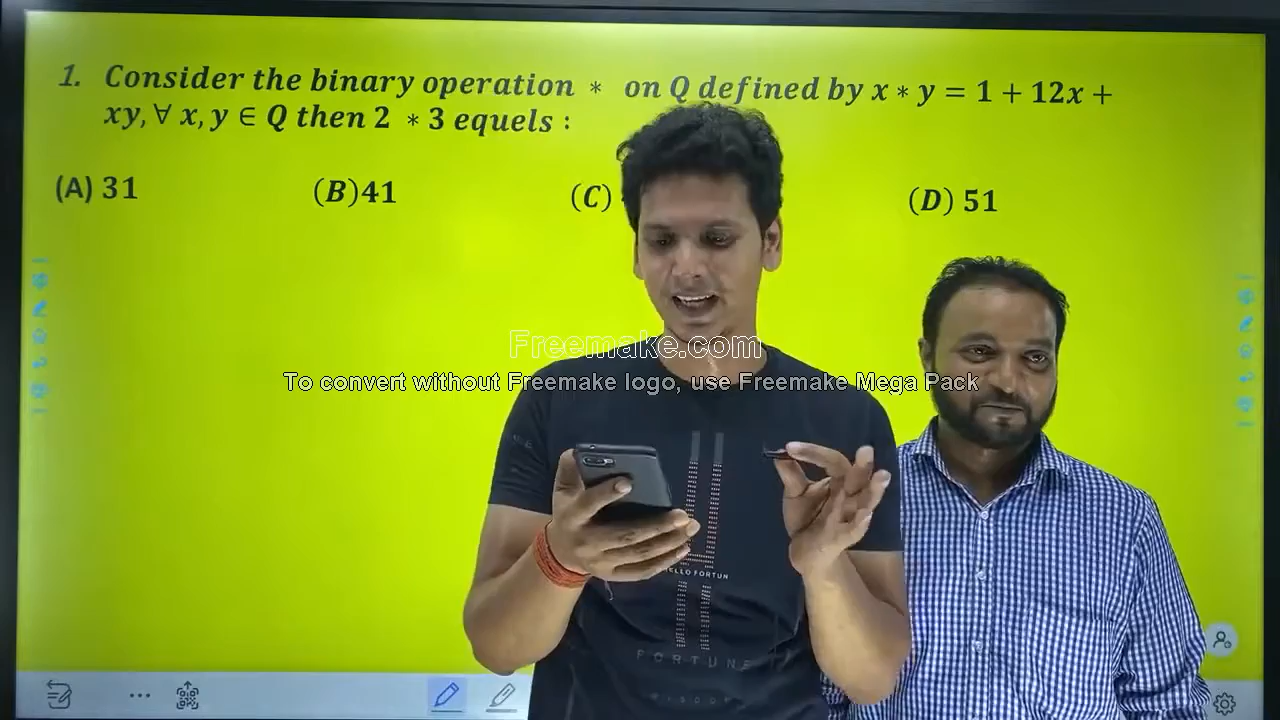 1. Consider the binary operation * on Q defined by x * y = 1 + 12x +
xy, ∀ x, y ∈ Q then 2 * 3 equels :
(A) 31 (B)41 (C) (D) 51
Freemake.com
To convert without Freemake logo, use Freemake Mega Pack
HELLO FORTUN
FORTUNE